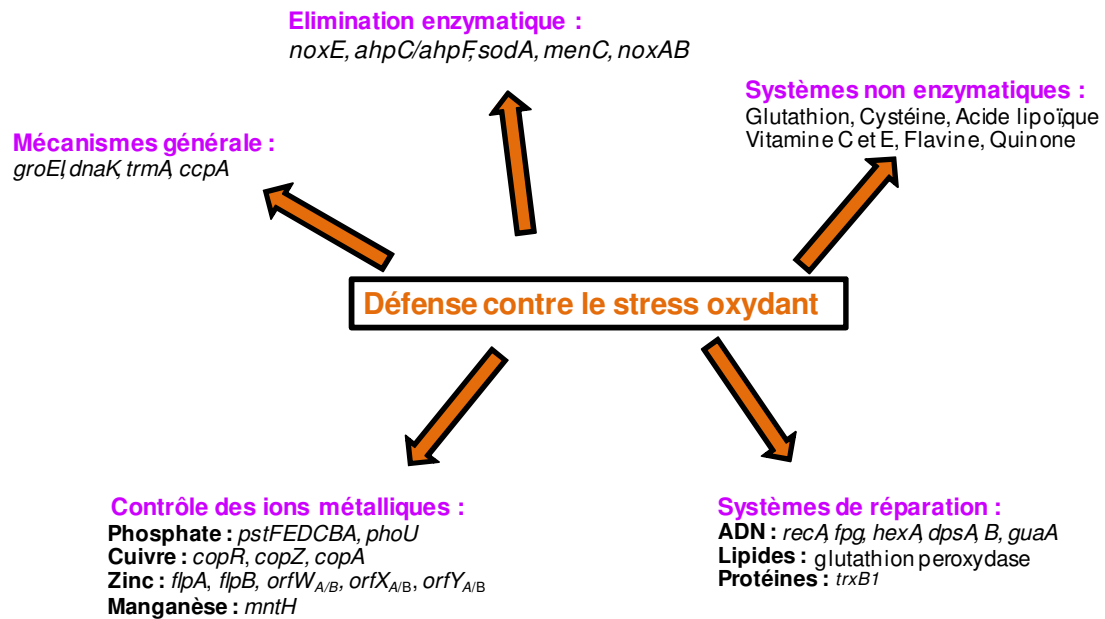 Elimination enzymatique :
noxE, ahpC/ahpF, sodA, menC, noxAB
Systèmes non enzymatiques :
Glutathion, Cystéine, Acide lipoïque,
Vitamine C et E, Flavine, Quinone
Mécanismes générale :
groEl, dnaK, trmA, ccpA
Défense contre le stress oxydant
Contrôle des ions métalliques :
Phosphate : pstFEDCBA, phoU
Cuivre : copR, copZ, copA
Zinc : flpA, flpB, orfWA/B, orfXA/B, orfYA/B
Manganèse : mntH
Systèmes de réparation :
ADN : recA, fpg, hexA, dpsA, B, guaA
Lipides : glutathion peroxydase
Protéines : trxB1